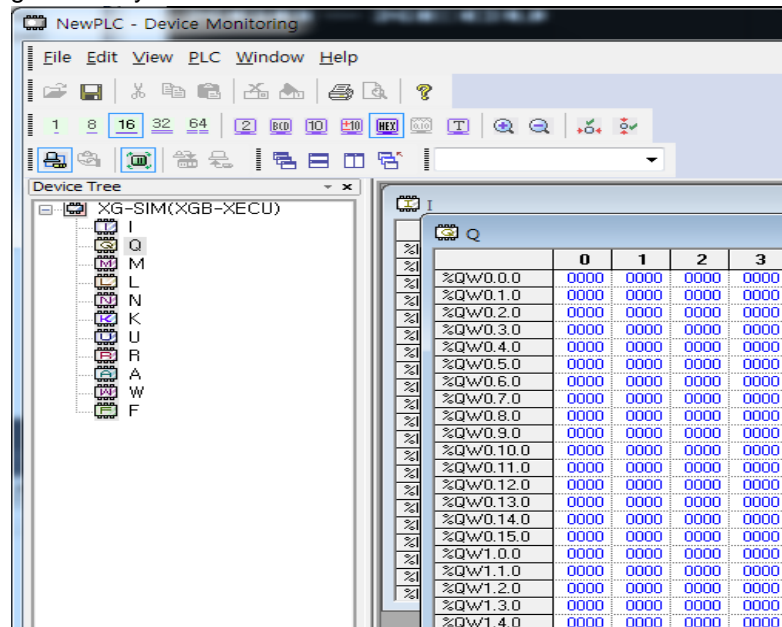 NewPLC - Device Monitoring
File Edit View PLC Window Help
1 8 16 32 64 2 BCD 10 ±10 HEX 0.10 T
Device Tree
XG-SIM(XGB-XECU)
I
Q
M
L
N
K
U
R
A
W
F
I
Q
0 1 2 3
%QW0.0.0 0000 0000 0000 0000
%QW0.1.0 0000 0000 0000 0000
%QW0.2.0 0000 0000 0000 0000
%QW0.3.0 0000 0000 0000 0000
%QW0.4.0 0000 0000 0000 0000
%QW0.5.0 0000 0000 0000 0000
%QW0.6.0 0000 0000 0000 0000
%QW0.7.0 0000 0000 0000 0000
%QW0.8.0 0000 0000 0000 0000
%QW0.9.0 0000 0000 0000 0000
%QW0.10.0 0000 0000 0000 0000
%QW0.11.0 0000 0000 0000 0000
%QW0.12.0 0000 0000 0000 0000
%QW0.13.0 0000 0000 0000 0000
%QW0.14.0 0000 0000 0000 0000
%QW0.15.0 0000 0000 0000 0000
%QW1.0.0 0000 0000 0000 0000
%QW1.1.0 0000 0000 0000 0000
%QW1.2.0 0000 0000 0000 0000
%QW1.3.0 0000 0000 0000 0000
%QW1.4.0 0000 0000 0000 0000